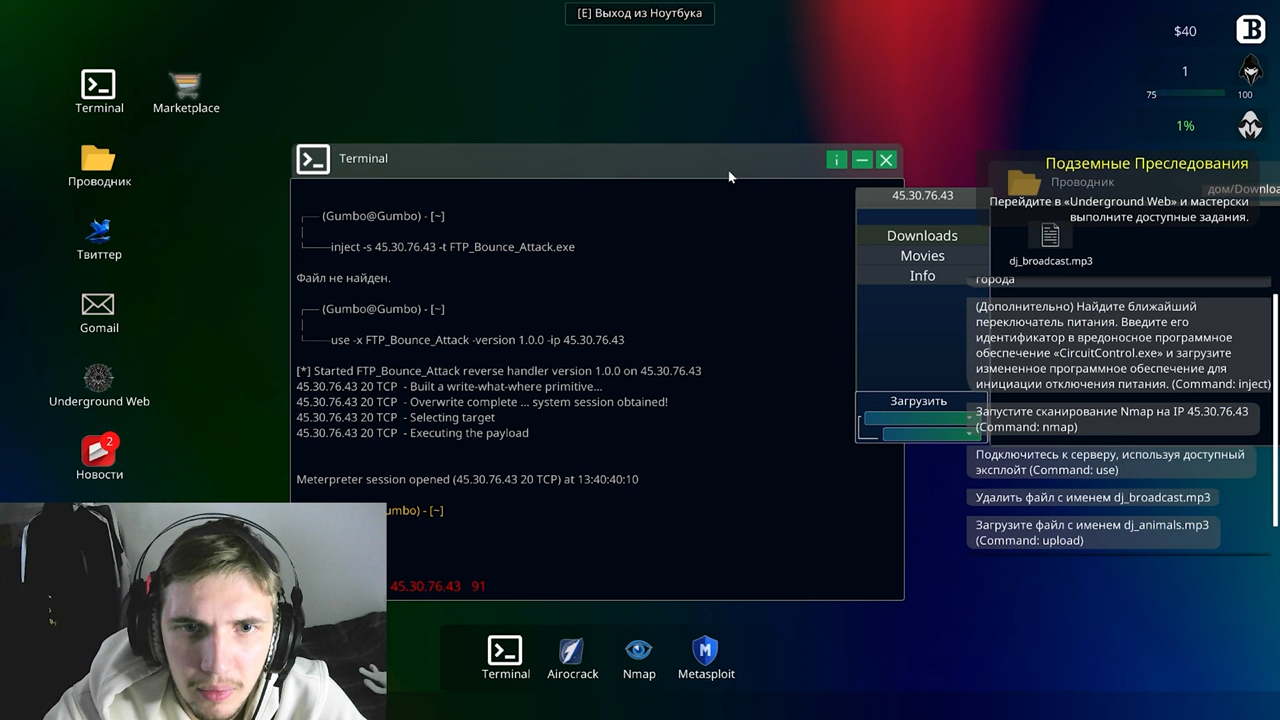 [E] Выход из Ноутбука
$40
1
75
100
1%
Terminal
Marketplace
Проводник
Твиттер
Gomail
Underground Web
2
Новости
Terminal
(Gumbo@Gumbo) - [~]
inject -s 45.30.76.43 -t FTP_Bounce_Attack.exe
Файл не найден.
(Gumbo@Gumbo) - [~]
use -x FTP_Bounce_Attack -version 1.0.0 -ip 45.30.76.43
[*] Started FTP_Bounce_Attack reverse handler version 1.0.0 on 45.30.76.43
45.30.76.43 20 TCP - Built a write-what-where primitive...
45.30.76.43 20 TCP - Overwrite complete ... system session obtained!
45.30.76.43 20 TCP - Selecting target
45.30.76.43 20 TCP - Executing the payload
Meterpreter session opened (45.30.76.43 20 TCP) at 13:40:40:10
umbo) - [~]
45.30.76.43 91
45.30.76.43
Downloads
Movies
Info
Загрузить
Подземные Преследования
Проводник
дом/Downloa
Перейдите в «Underground Web» и мастерски
выполните доступные задания.
dj_broadcast.mp3
города
(Дополнительно) Найдите ближайший
переключатель питания. Введите его
идентификатор в вредоносное программное
обеспечение «CircuitControl.exe» и загрузите
измененное программное обеспечение для
инициации отключения питания. (Command: inject)
Запустите сканирование Nmap на IP 45.30.76.43
(Command: nmap)
Подключитесь к серверу, используя доступный
эксплойт (Command: use)
Удалить файл с именем dj_broadcast.mp3
Загрузите файл с именем dj_animals.mp3
(Command: upload)
Terminal
Airocrack
Nmap
Metasploit